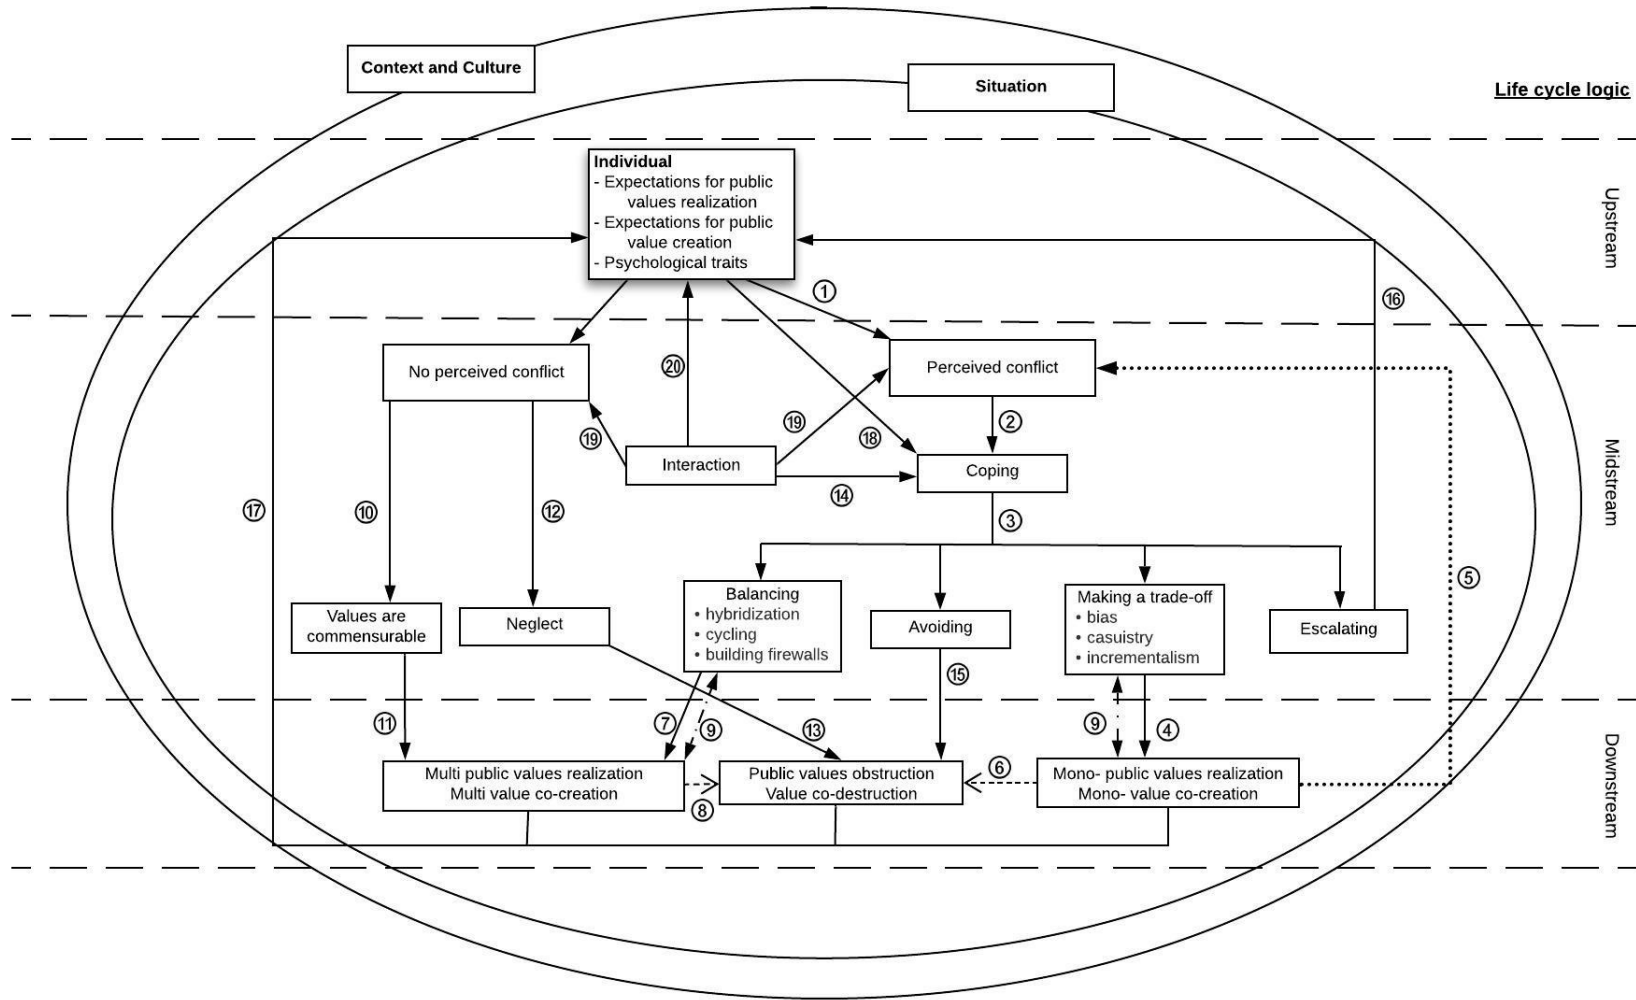 Context and Culture
Situation
Life cycle logic
Individual
- Expectations for public
values realization
- Expectations for public
value creation
- Psychological traits
Upstream
①
⑯
No perceived conflict
⑳
Perceived conflict
⑲
⑲
⑱
②
Interaction
Coping
⑭
Midstream
⑰
⑩
⑫
③
⑤
Values are
commensurable
Neglect
Balancing
• hybridization
• cycling
• building firewalls
Avoiding
Making a trade-off
• bias
• casuistry
• incrementalism
Escalating
⑮
⑪
⑦
⑨
⑬
⑨
④
Downstream
Multi public values realization
Multi value co-creation
⑧
Public values obstruction
Value co-destruction
⑥
Mono- public values realization
Mono- value co-creation